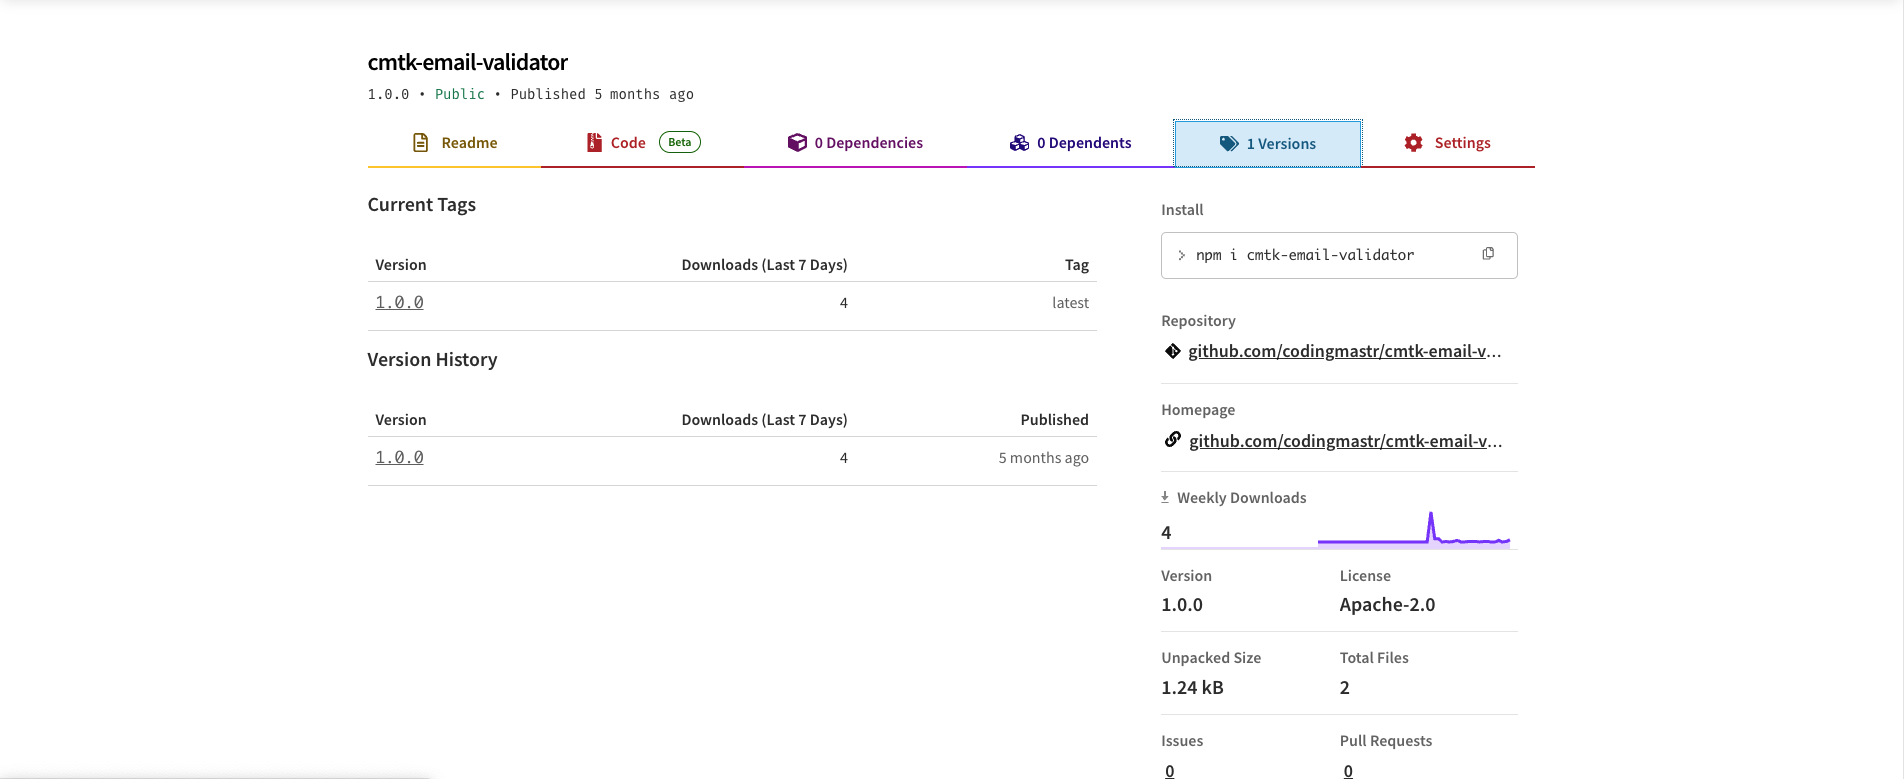 cmtk-email-validator
1.0.0 • Public • Published 5 months ago
Readme
Code Beta
0 Dependencies
0 Dependents
1 Versions
Settings
Current Tags
Version Downloads (Last 7 Days) Tag
1.0.0 4 latest
Version History
Version Downloads (Last 7 Days) Published
1.0.0 4 5 months ago
Install
> npm i cmtk-email-validator
Repository
github.com/codingmastr/cmtk-email-v...
Homepage
github.com/codingmastr/cmtk-email-v...
Weekly Downloads
4
Version License
1.0.0 Apache-2.0
Unpacked Size Total Files
1.24 kB 2
Issues Pull Requests
0 0